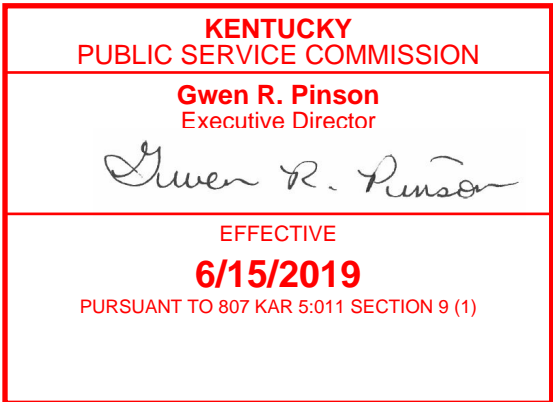 KENTUCKY
PUBLIC SERVICE COMMISSION
Gwen R. Pinson
Executive Director
Gwen R. Pinson
EFFECTIVE
6/15/2019
PURSUANT TO 807 KAR 5:011 SECTION 9 (1)